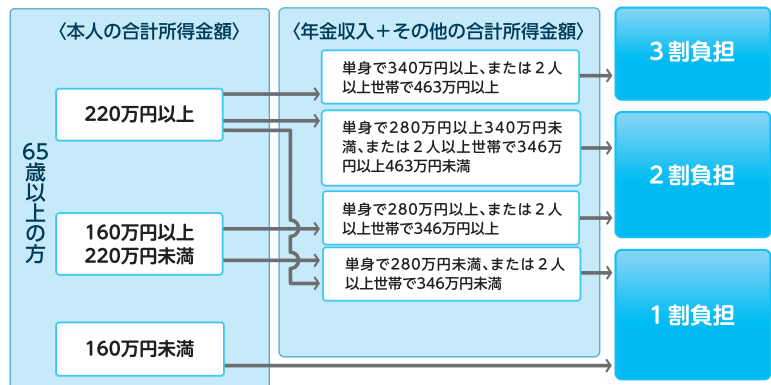 〈本人の合計所得金額〉
〈年金収入+その他の合計所得金額〉
65歳以上の方
220万円以上
160万円以上
220万円未満
160万円未満
単身で340万円以上、または2人
以上世帯で463万円以上
単身で280万円以上340万円未
満、または2人以上世帯で346万
円以上463万円未満
単身で280万円以上、または2人
以上世帯で346万円以上
単身で280万円未満、または2人
以上世帯で346万円未満
3割負担
2割負担
1割負担